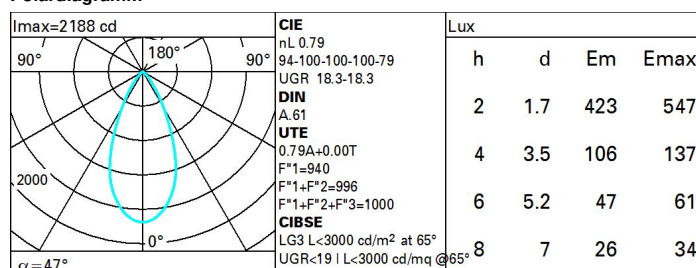 Imax=2188 cd
90° 180° 90°
2000
0°
α=47°
CIE
nL 0.79
94-100-100-100-79
UGR 18.3-18.3
DIN
A.61
UTE
0.79A+0.00T
F"1=940
F"1+F"2=996
F"1+F"2+F"3=1000
CIBSE
LG3 L<3000 cd/m² at 65°
UGR<19 | L<3000 cd/mq @65°
Lux
h d Em Emax
2 1.7 423 547
4 3.5 106 137
6 5.2 47 61
8 7 26 34